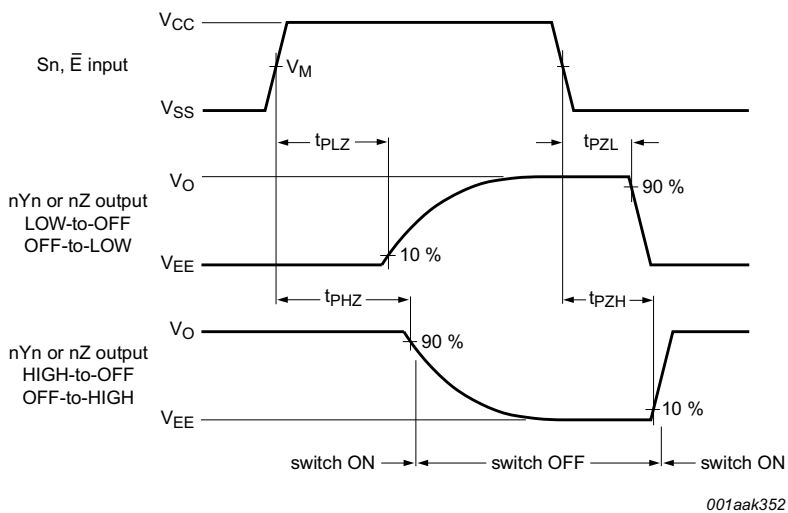 VCC
Sn, E̅ input
VM
VSS
tPLZ
tPZL
VO
nYn or nZ output
LOW-to-OFF
OFF-to-LOW
90 %
10 %
VEE
tPHZ
tPZH
VO
nYn or nZ output
HIGH-to-OFF
OFF-to-HIGH
90 %
10 %
VEE
switch ON
switch OFF
switch ON
001aak352